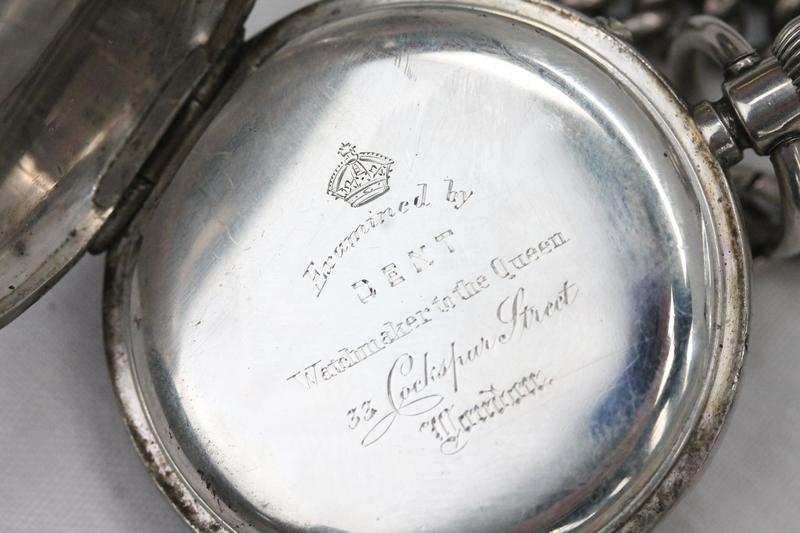 Examined by
DENT
Watchmaker to the Queen
33 Cockspur Street
London.